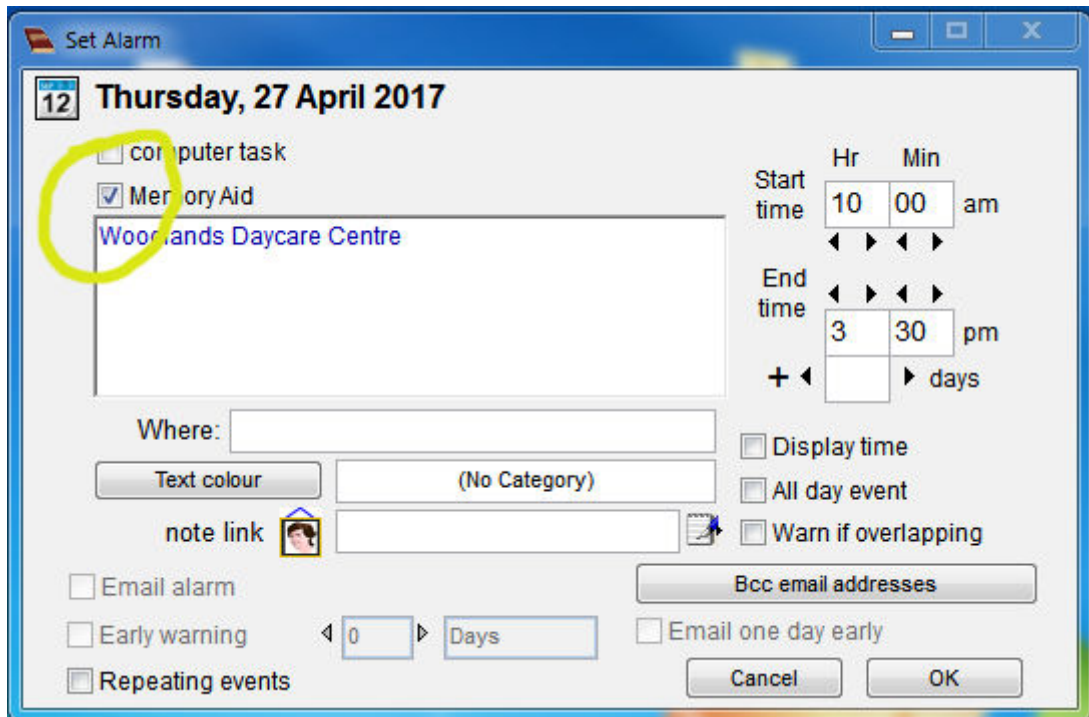 Set Alarm
12
Thursday, 27 April 2017
computer task
Memory Aid
Woodlands Daycare Centre
Hr Min
Start time 10 00 am
End time
3 30 pm
+ days
Where:
Text colour (No Category)
note link
Display time
All day event
Warn if overlapping
Email alarm
Bcc email addresses
Early warning 0 Days
Email one day early
Repeating events
Cancel OK